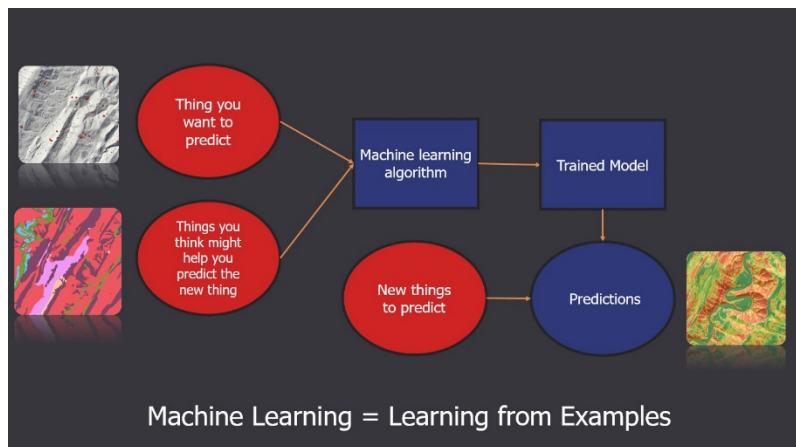 Thing you
want to
predict
Machine learning
algorithm
Trained Model
Things you
think might
help you
predict the
new thing
New things
to predict
Predictions
Machine Learning = Learning from Examples